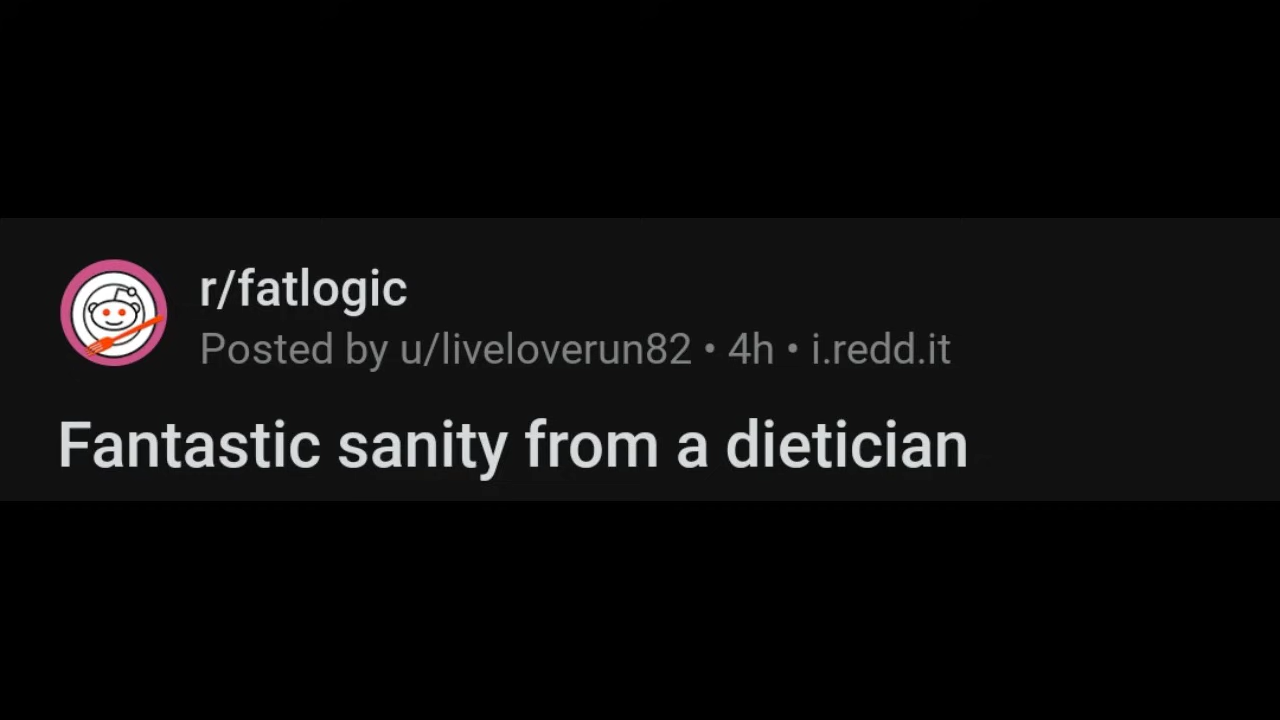 r/fatlogic
Posted by u/liveloverun82 • 4h • i.redd.it
Fantastic sanity from a dietician